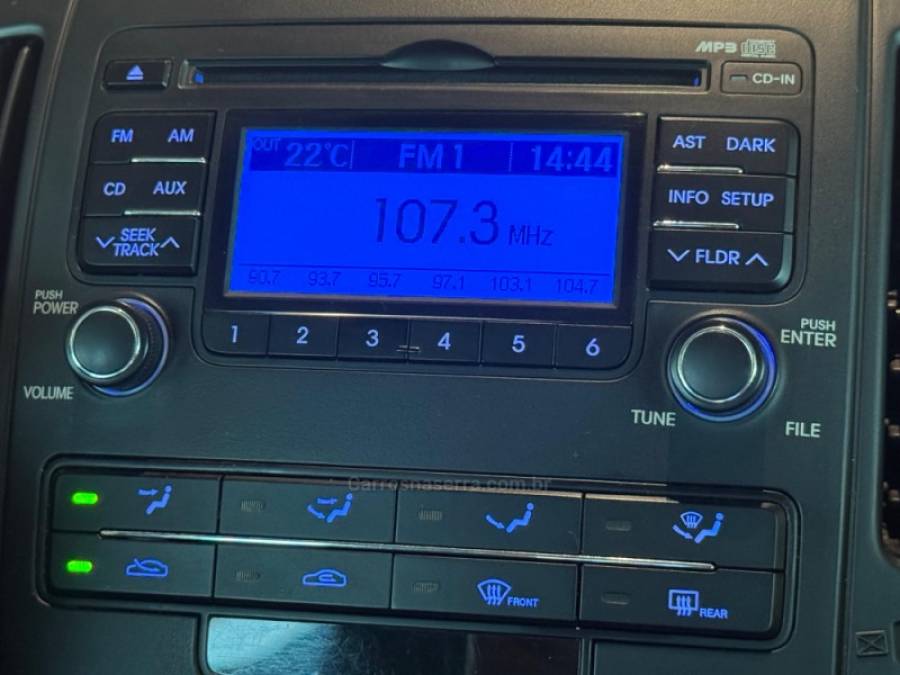 MP3 DISC
CD-IN
FM AM
CD AUX
SEEK
TRACK
OUT 22°C FM 1 14:44
107.3 MHz
90.7 93.7 95.7 97.1 103.1 104.7
AST DARK
INFO SETUP
FLDR
PUSH
POWER
VOLUME
1 2 3 4 5 6
PUSH
ENTER
TUNE
FILE
Carrosnaserra.com.br
FRONT
REAR